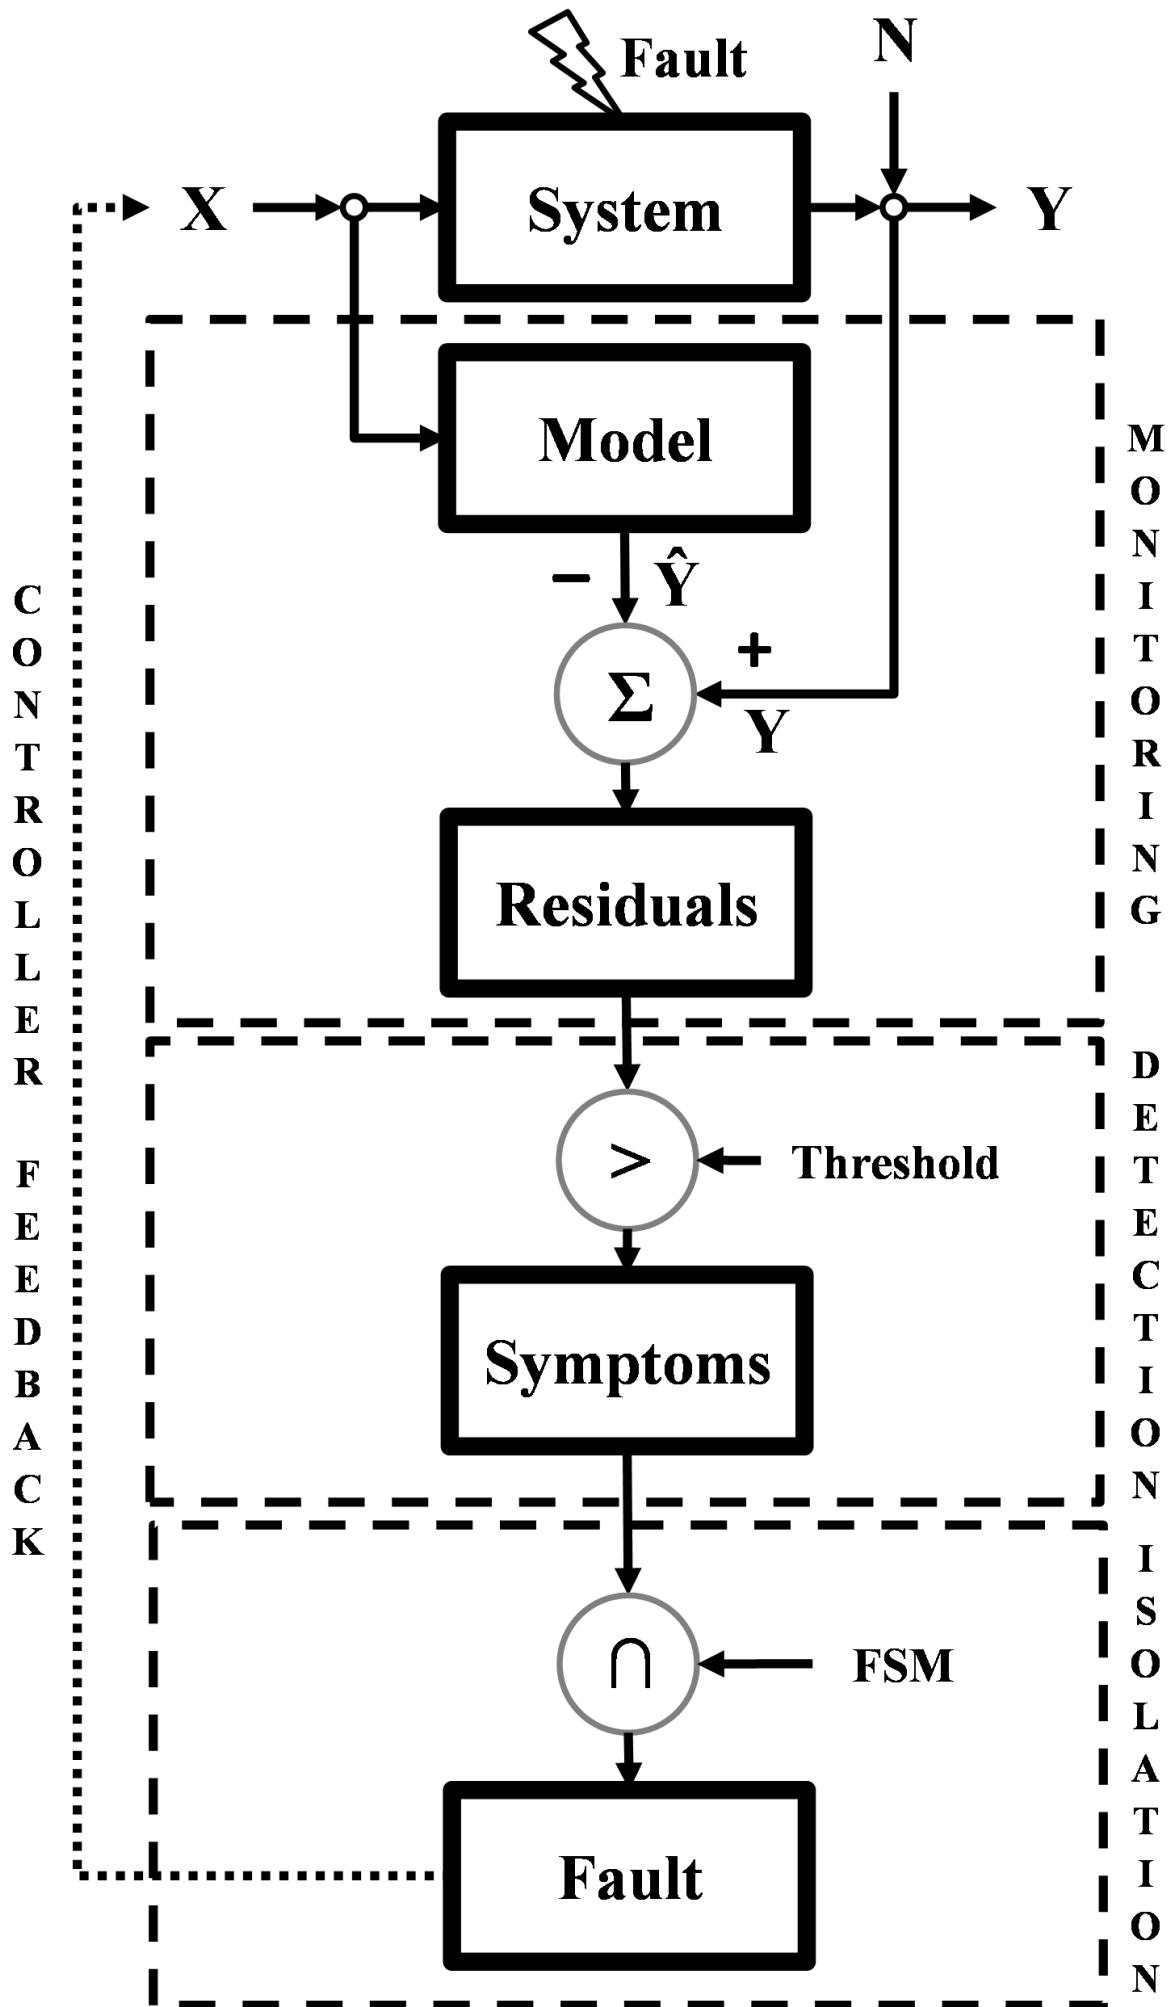 Fault
N
X
System
Y
Model
− Ŷ
Σ
+
Y
Residuals
MONITORING
>
Threshold
Symptoms
DETECTION
∩
FSM
Fault
ISOLATION
CONTROLLER FEEDBACK